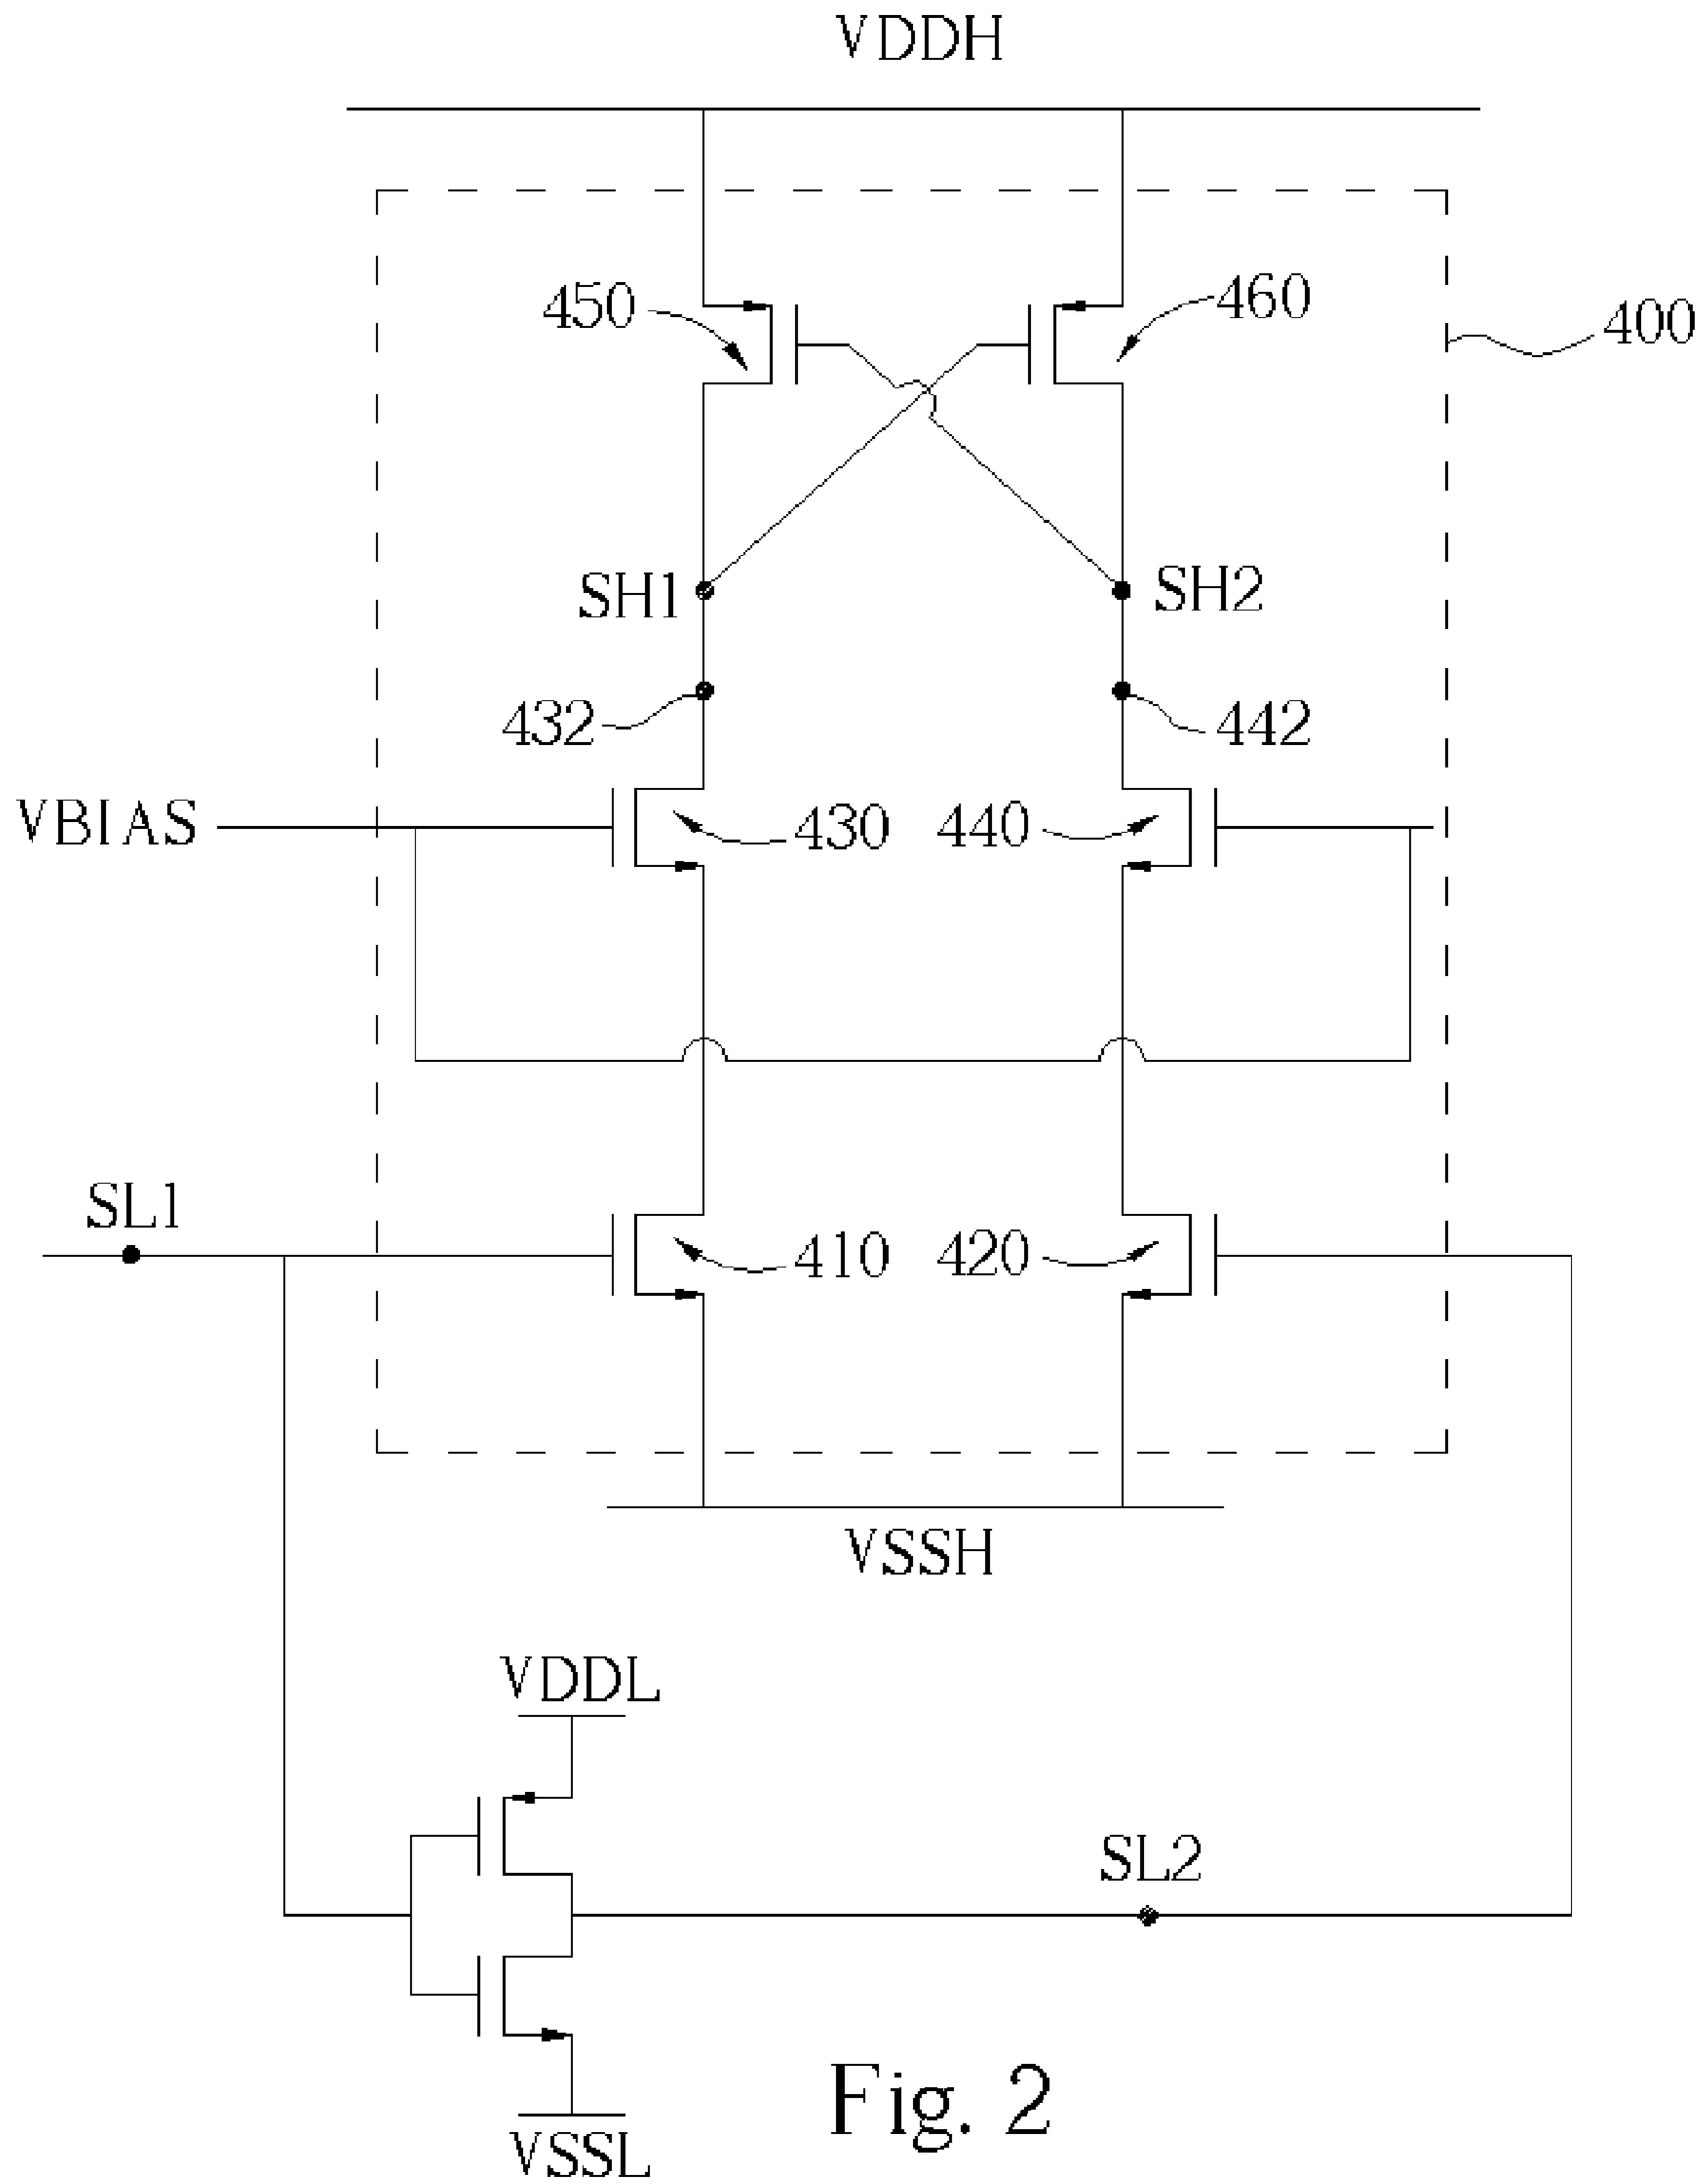 VDDH
450
460
400
SH1
SH2
432
442
VBIAS
430
440
SL1
410
420
VSSH
VDDL
SL2
VSSL
Fig. 2